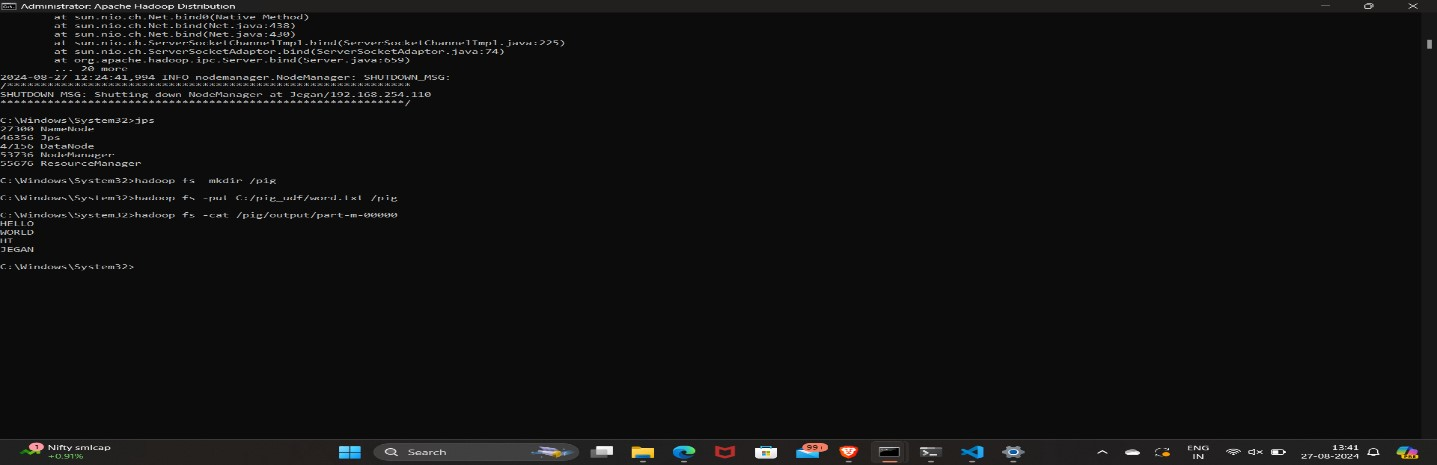 Administrator: Apache Hadoop Distribution
at sun.nio.ch.Net.bind0(Native Method)
at sun.nio.ch.Net.bind(Net.java:438)
at sun.nio.ch.Net.bind(Net.java:430)
at sun.nio.ch.ServerSocketChannelImpl.bind(ServerSocketChannelImpl.java:225)
at sun.nio.ch.ServerSocketAdaptor.bind(ServerSocketAdaptor.java:74)
at org.apache.hadoop.ipc.Server.bind(Server.java:659)
... 20 more
2024-08-27 12:24:41,994 INFO nodemanager.NodeManager: SHUTDOWN_MSG:
/************************************************************
SHUTDOWN_MSG: Shutting down NodeManager at Jegan/192.168.254.110
************************************************************/
C:\Windows\System32>jps
27300 NameNode
46356 Jps
47156 DataNode
53736 NodeManager
55676 ResourceManager
C:\Windows\System32>hadoop fs -mkdir /pig
C:\Windows\System32>hadoop fs -put C:/pig_udf/word.txt /pig
C:\Windows\System32>hadoop fs -cat /pig/output/part-m-00000
HELLO
WORLD
JEGAN
C:\Windows\System32>
1
Nifty smlcap
+0.91%
Search
99+
ENG
IN
13:41
27-08-2024
PRE